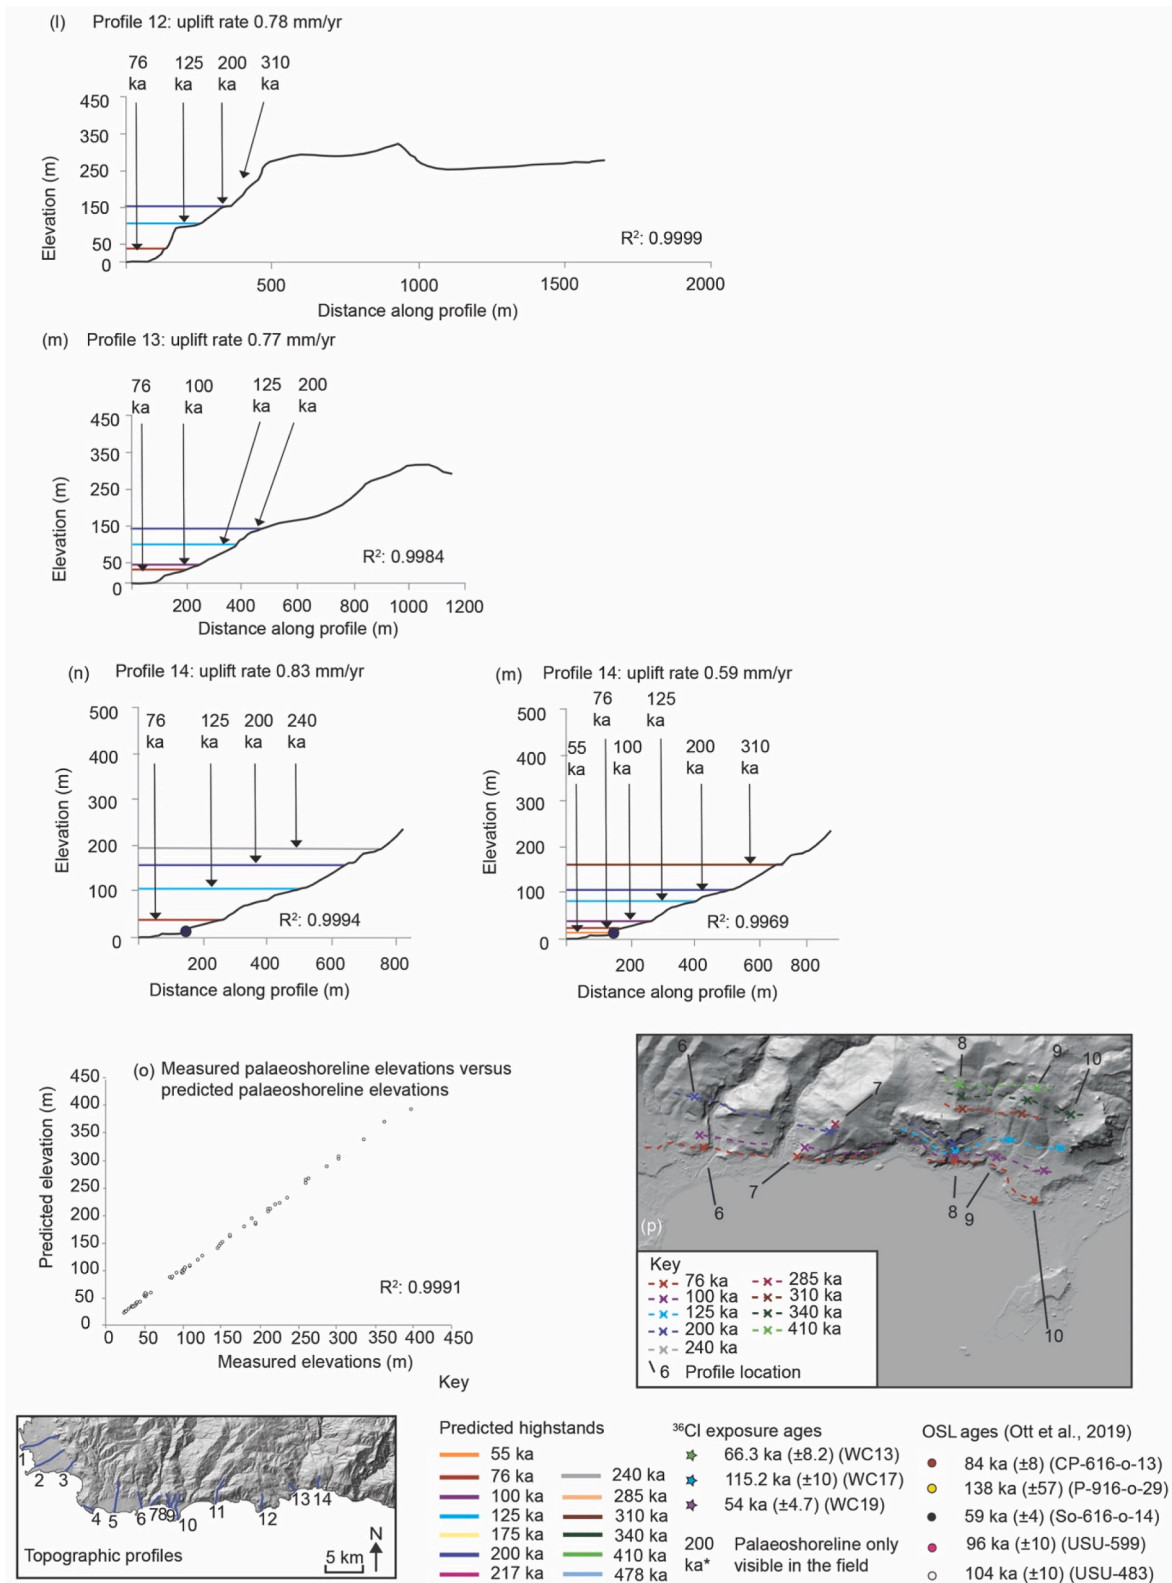 (l) Profile 12: uplift rate 0.78 mm/yr
76 125 200 310
ka ka ka ka
450
350
250
150
50
0
Elevation (m)
R²: 0.9999
500 1000 1500 2000
Distance along profile (m)
(m) Profile 13: uplift rate 0.77 mm/yr
76 100 125 200
ka ka ka ka
450
350
250
150
50
0
Elevation (m)
R²: 0.9984
200 400 600 800 1000 1200
Distance along profile (m)
(n) Profile 14: uplift rate 0.83 mm/yr
76 125 200 240
ka ka ka ka
500
400
300
200
100
0
Elevation (m)
R²: 0.9994
200 400 600 800
Distance along profile (m)
(m) Profile 14: uplift rate 0.59 mm/yr
76 125
ka ka
55 100 200 310
ka ka ka ka
500
400
300
200
100
0
Elevation (m)
R²: 0.9969
200 400 600 800
Distance along profile (m)
(o) Measured palaeoshoreline elevations versus
predicted palaeoshoreline elevations
450
400
350
300
250
200
150
100
50
0
Predicted elevation (m)
R²: 0.9991
0 50 100 150 200 250 300 350 400 450
Measured elevations (m)
6 8 9 10
7
7 6 8 9
10
(p)
Key
76 ka 285 ka
100 ka 310 ka
125 ka 340 ka
200 ka 410 ka
240 ka
6 Profile location
1 2 3 4 5 6 7 8 9 10 11 12 13 14
N
Topographic profiles 5 km
Key
Predicted highstands
55 ka
76 ka 240 ka
100 ka 285 ka
125 ka 310 ka
175 ka 340 ka
200 ka 410 ka
217 ka 478 ka
³⁶Cl exposure ages
66.3 ka (±8.2) (WC13)
115.2 ka (±10) (WC17)
54 ka (±4.7) (WC19)
200 Palaeoshoreline only
ka* visible in the field
OSL ages (Ott et al., 2019)
84 ka (±8) (CP-616-o-13)
138 ka (±57) (P-916-o-29)
59 ka (±4) (So-616-o-14)
96 ka (±10) (USU-599)
104 ka (±10) (USU-483)